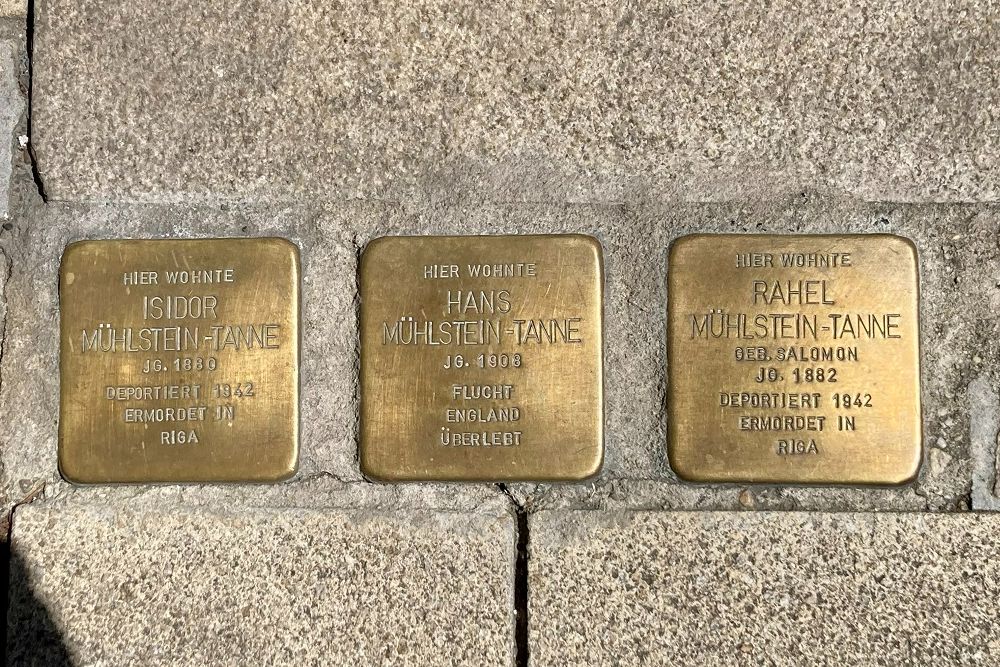 HIER WOHNTE
ISIDOR
MÜHLSTEIN-TANNE
JG. 1880
DEPORTIERT 1942
ERMORDET IN
RIGA
HIER WOHNTE
HANS
MÜHLSTEIN-TANNE
JG. 1908
FLUCHT
ENGLAND
ÜBERLEBT
HIER WOHNTE
RAHEL
MÜHLSTEIN-TANNE
GEB. SALOMON
JG. 1882
DEPORTIERT 1942
ERMORDET IN
RIGA